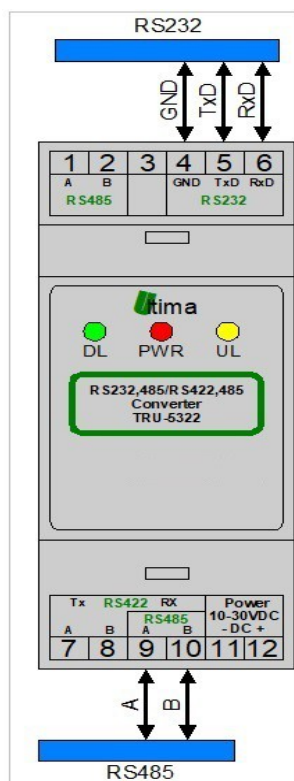 RS232
GND TxD RxD
1 2 3 4 5 6
A B GND TxD RxD
RS485 RS232
Ultima
DL PWR UL
RS232,485/RS422,485
Converter
TRU-5322
Tx RS422 RX Power
RS485 10-30VDC
A B A B - DC +
7 8 9 10 11 12
A B
RS485